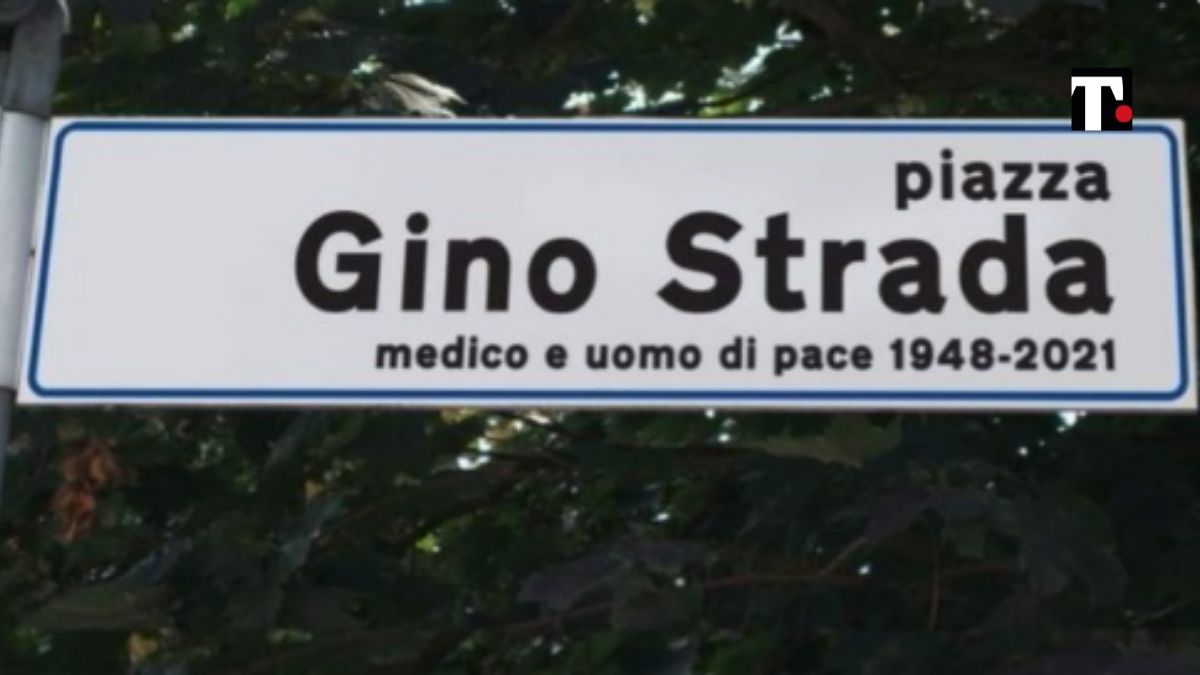 T.
piazza
Gino Strada
medico e uomo di pace 1948-2021